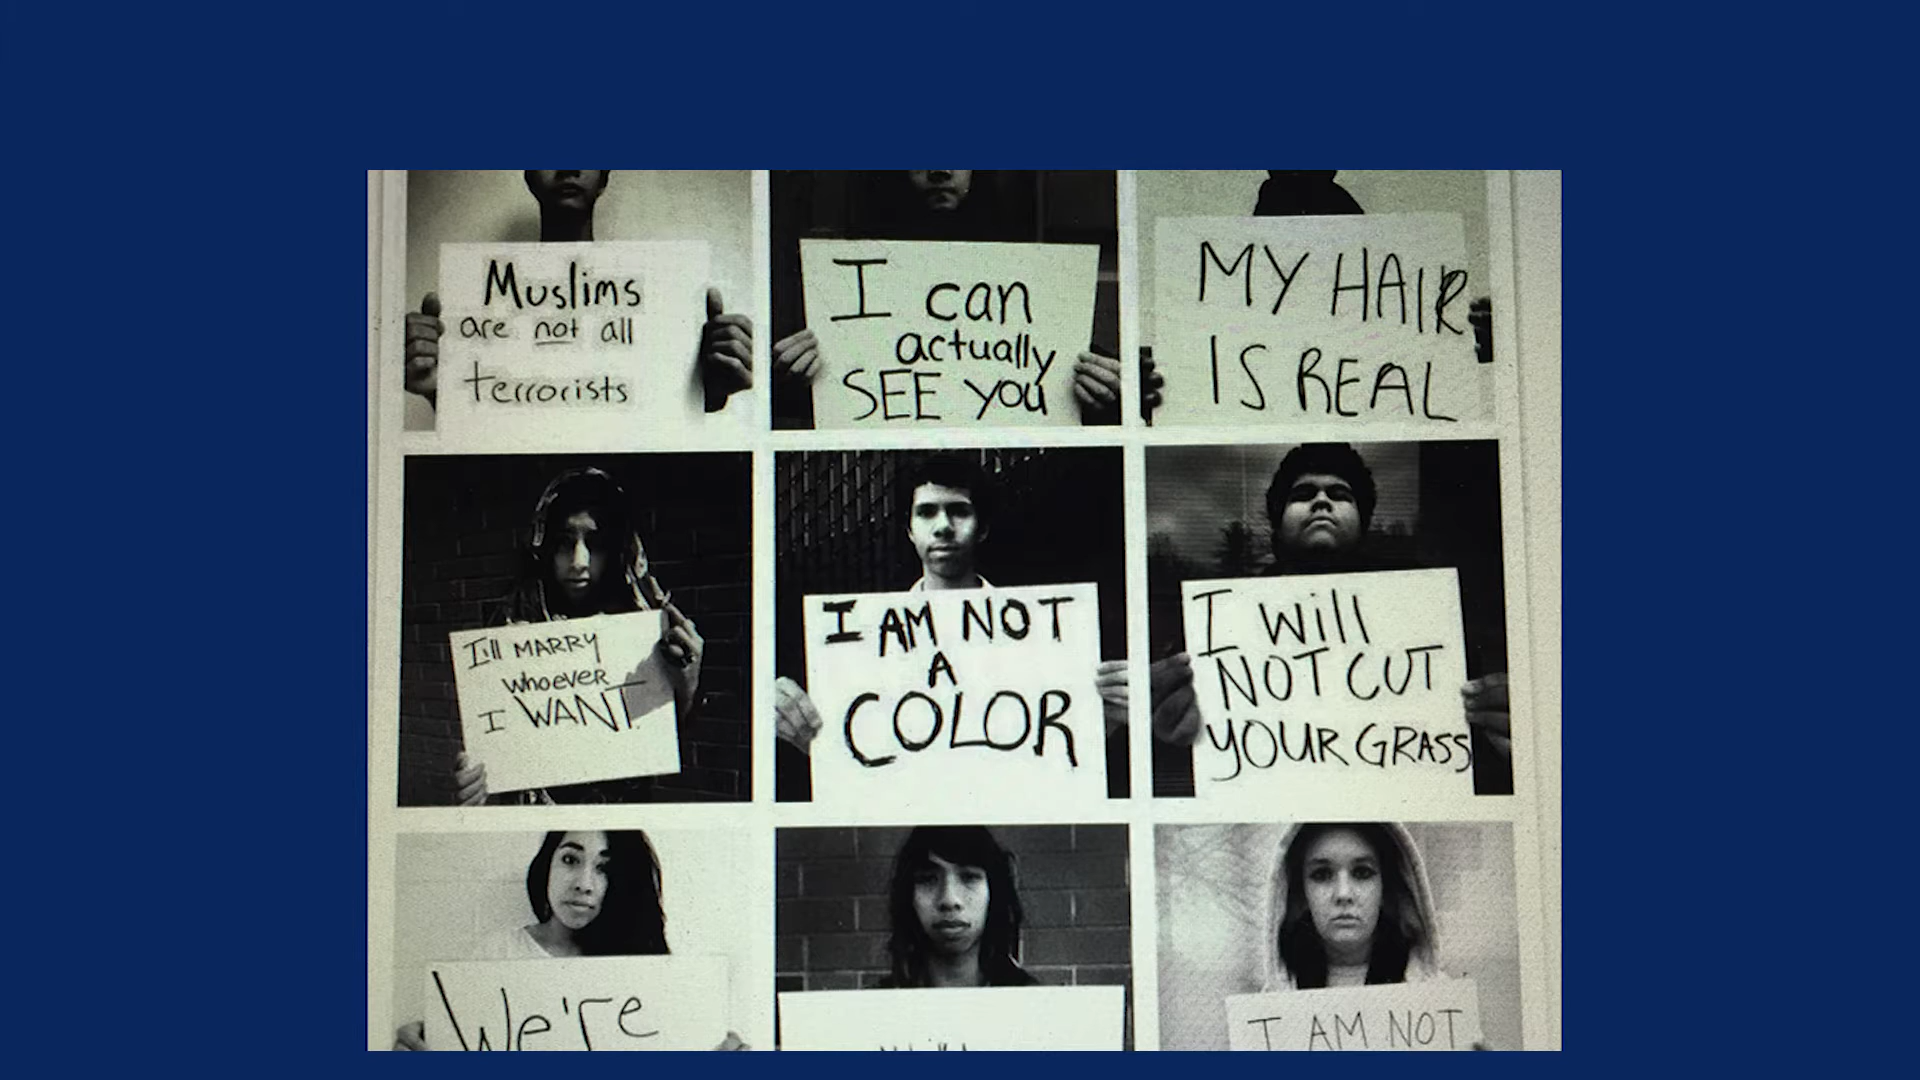 Muslims
are not all
terrorists
I can
actually
SEE you
MY HAIR
IS REAL
I'll MARRY
whoever
I WANT.
I AM NOT
A
COLOR
I will
NOT CUT
YOUR GRASS
We're
I AM NOT